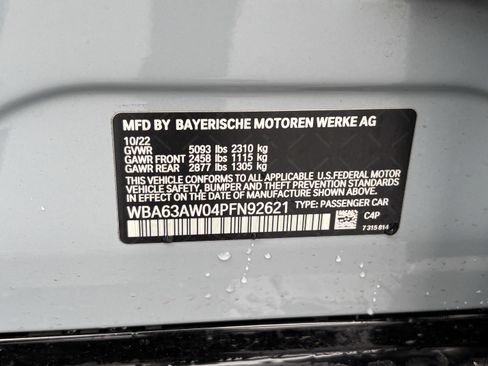 MFD BY BAYERISCHE MOTOREN WERKE AG
10/22
GVWR 5093 lbs 2310 kg
GAWR FRONT 2458 lbs 1115 kg
GAWR REAR 2877 lbs 1305 kg
THIS VEHICLE CONFORMS TO ALL APPLICABLE U.S.FEDERAL MOTOR
VEHICLE SAFETY, BUMPER, AND THEFT PREVENTION STANDARDS IN
EFFECT ON THE DATE OF MANUFACTURE SHOWN ABOVE.
WBA63AW04PFN92621 TYPE: PASSENGER CAR
C4P
7 315 814